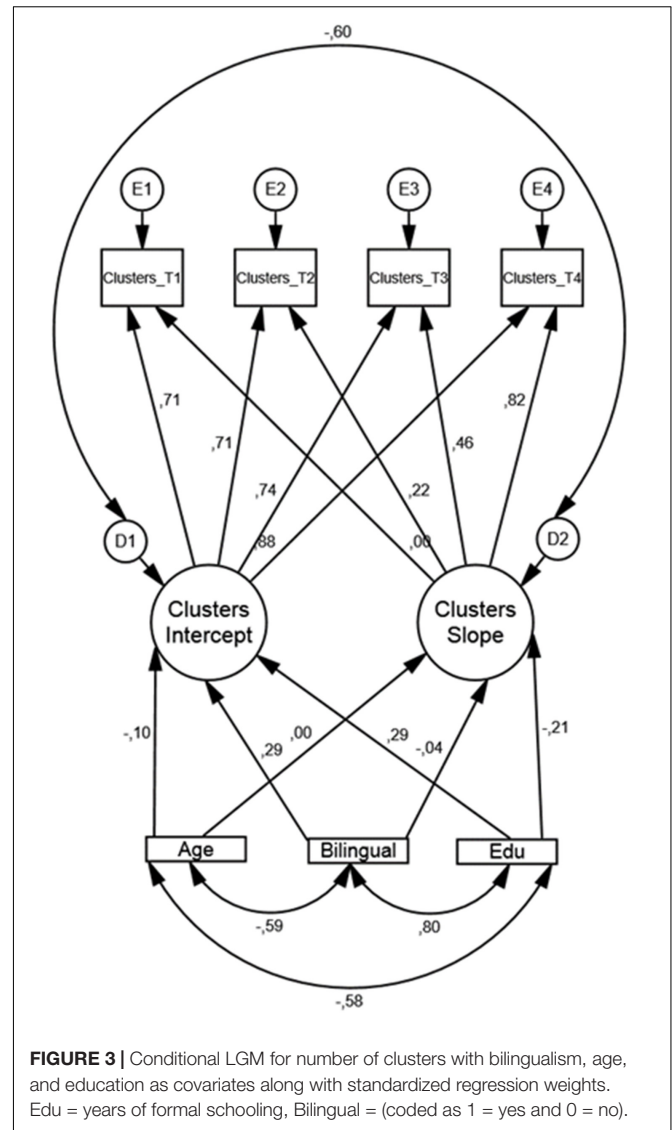 -,60
E1 E2 E3 E4
Clusters_T1 Clusters_T2 Clusters_T3 Clusters_T4
,71 ,82
,71 ,46
,74 ,22
,88 ,00
D1 D2
Clusters
Intercept
Clusters
Slope
-,10 ,29 ,00 ,29 -,04 -,21
Age Bilingual Edu
-,59 ,80
-,58
FIGURE 3 | Conditional LGM for number of clusters with bilingualism, age,
and education as covariates along with standardized regression weights.
Edu = years of formal schooling, Bilingual = (coded as 1 = yes and 0 = no).